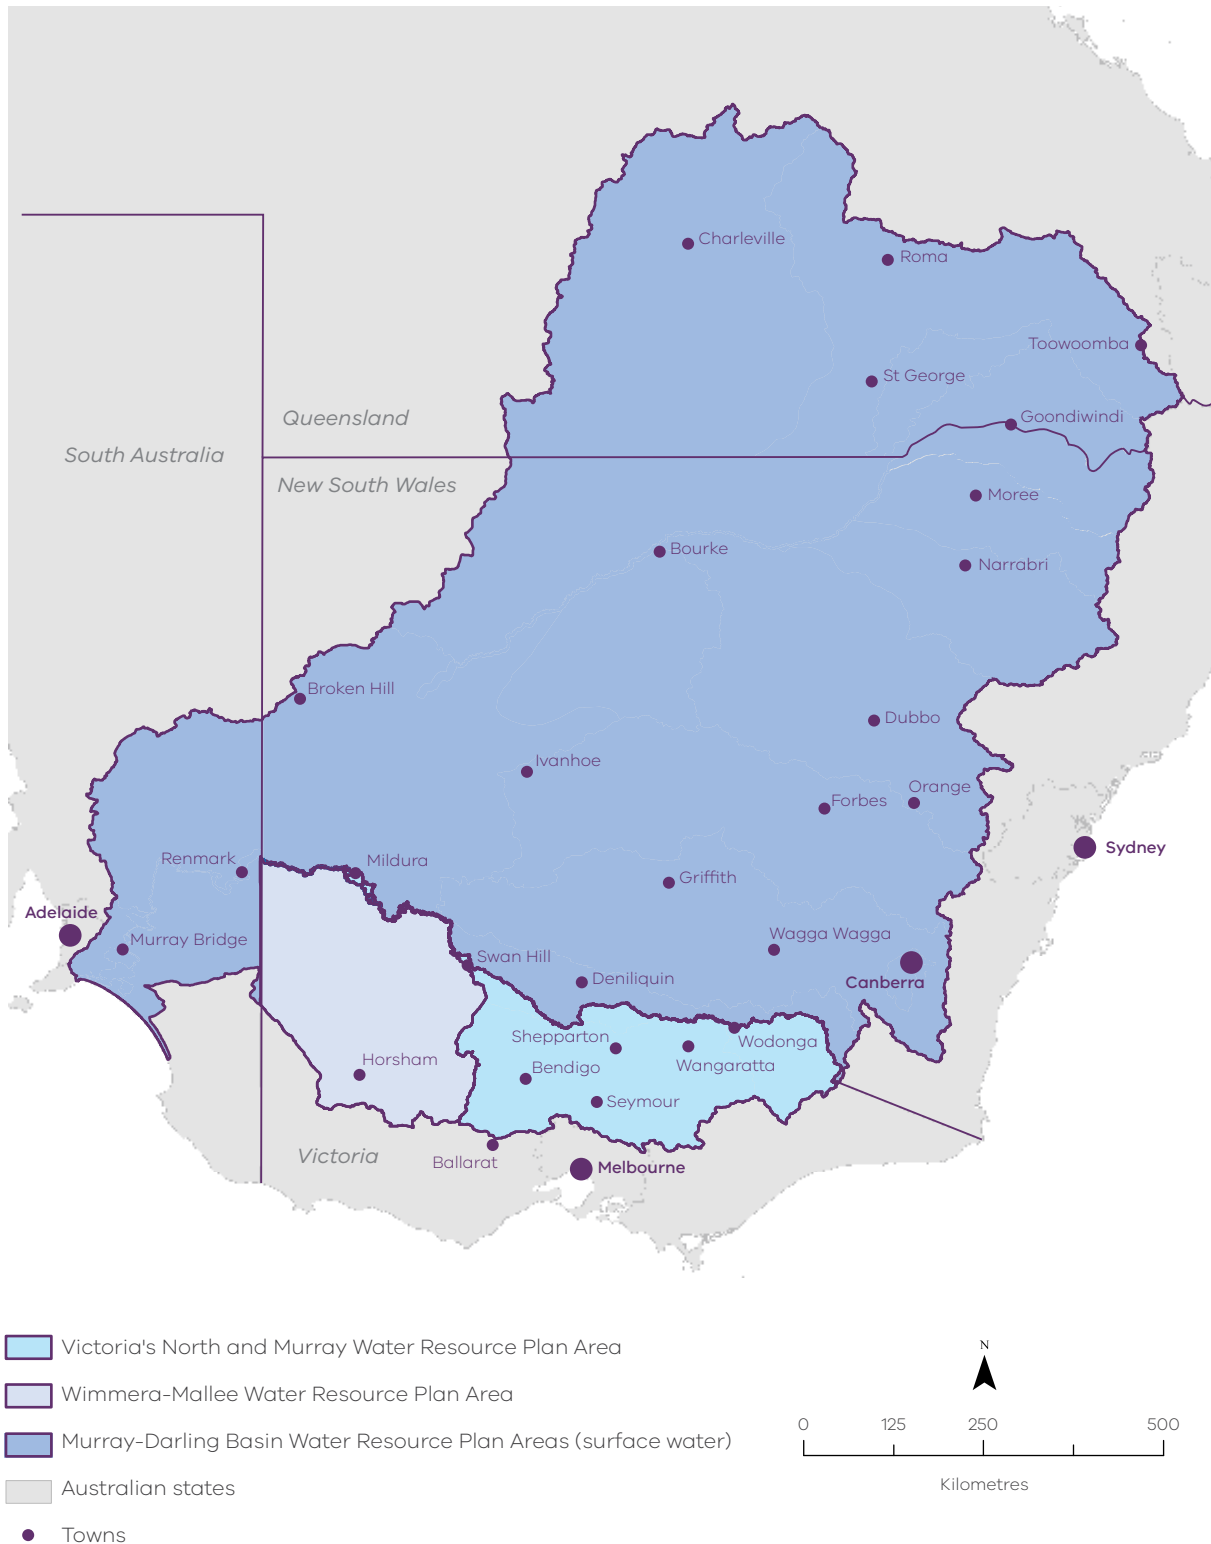 Charleville
Roma
Toowoomba
St George
Queensland
Goondiwindi
South Australia
New South Wales
Moree
Bourke
Narrabri
Broken Hill
Dubbo
Ivanhoe
Orange
Forbes
Sydney
Renmark
Mildura
Griffith
Adelaide
Murray Bridge
Wagga Wagga
Swan Hill
Deniliquin
Canberra
Shepparton
Wodonga
Horsham
Bendigo
Wangaratta
Seymour
Victoria
Ballarat
Melbourne
Victoria's North and Murray Water Resource Plan Area
Wimmera-Mallee Water Resource Plan Area
Murray-Darling Basin Water Resource Plan Areas (surface water)
Australian states
Towns
N
0 125 250 500
Kilometres